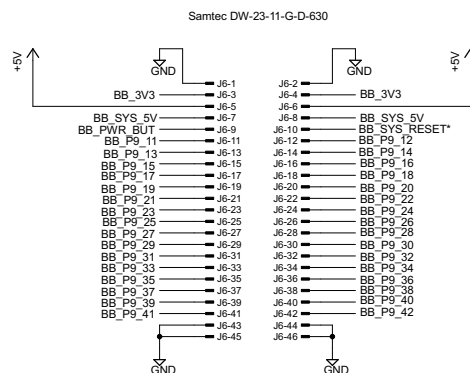 Samtec DW-23-11-G-D-630
+5V +5V
GND GND
J6-1 J6-2
BB_3V3 J6-3 J6-4 BB_3V3
J6-5 J6-6
BB_SYS_5V J6-7 J6-8 BB_SYS_5V
BB_PWR_BUT J6-9 J6-10 BB_SYS_RESET*
BB_P9_11 J6-11 J6-12 BB_P9_12
BB_P9_13 J6-13 J6-14 BB_P9_14
BB_P9_15 J6-15 J6-16 BB_P9_16
BB_P9_17 J6-17 J6-18 BB_P9_18
BB_P9_19 J6-19 J6-20 BB_P9_20
BB_P9_21 J6-21 J6-22 BB_P9_22
BB_P9_23 J6-23 J6-24 BB_P9_24
BB_P9_25 J6-25 J6-26 BB_P9_26
BB_P9_27 J6-27 J6-28 BB_P9_28
BB_P9_29 J6-29 J6-30 BB_P9_30
BB_P9_31 J6-31 J6-32 BB_P9_32
BB_P9_33 J6-33 J6-34 BB_P9_34
BB_P9_35 J6-35 J6-36 BB_P9_36
BB_P9_37 J6-37 J6-38 BB_P9_38
BB_P9_39 J6-39 J6-40 BB_P9_40
BB_P9_41 J6-41 J6-42 BB_P9_42
J6-43 J6-44
J6-45 J6-46
GND GND